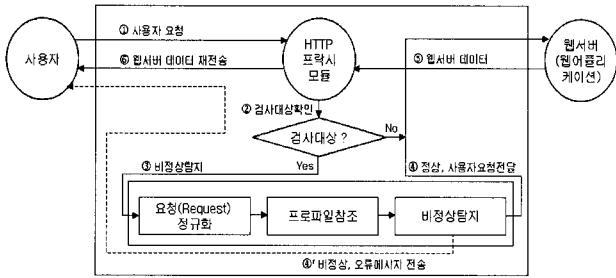 ① 사용자 요청
사용자
HTTP
프락시
모듈
웹서버
(웹어플리
케이션)
⑥ 웹서버 데이터 재전송
⑤ 웹서버 데이터
② 검사대상확인
검사대상 ?
No
Yes
③ 비정상탐지
④ 정상, 사용자요청전달
요청(Request)
정규화
프로파일참조
비정상탐지
④' 비정상, 오류메시지 전송